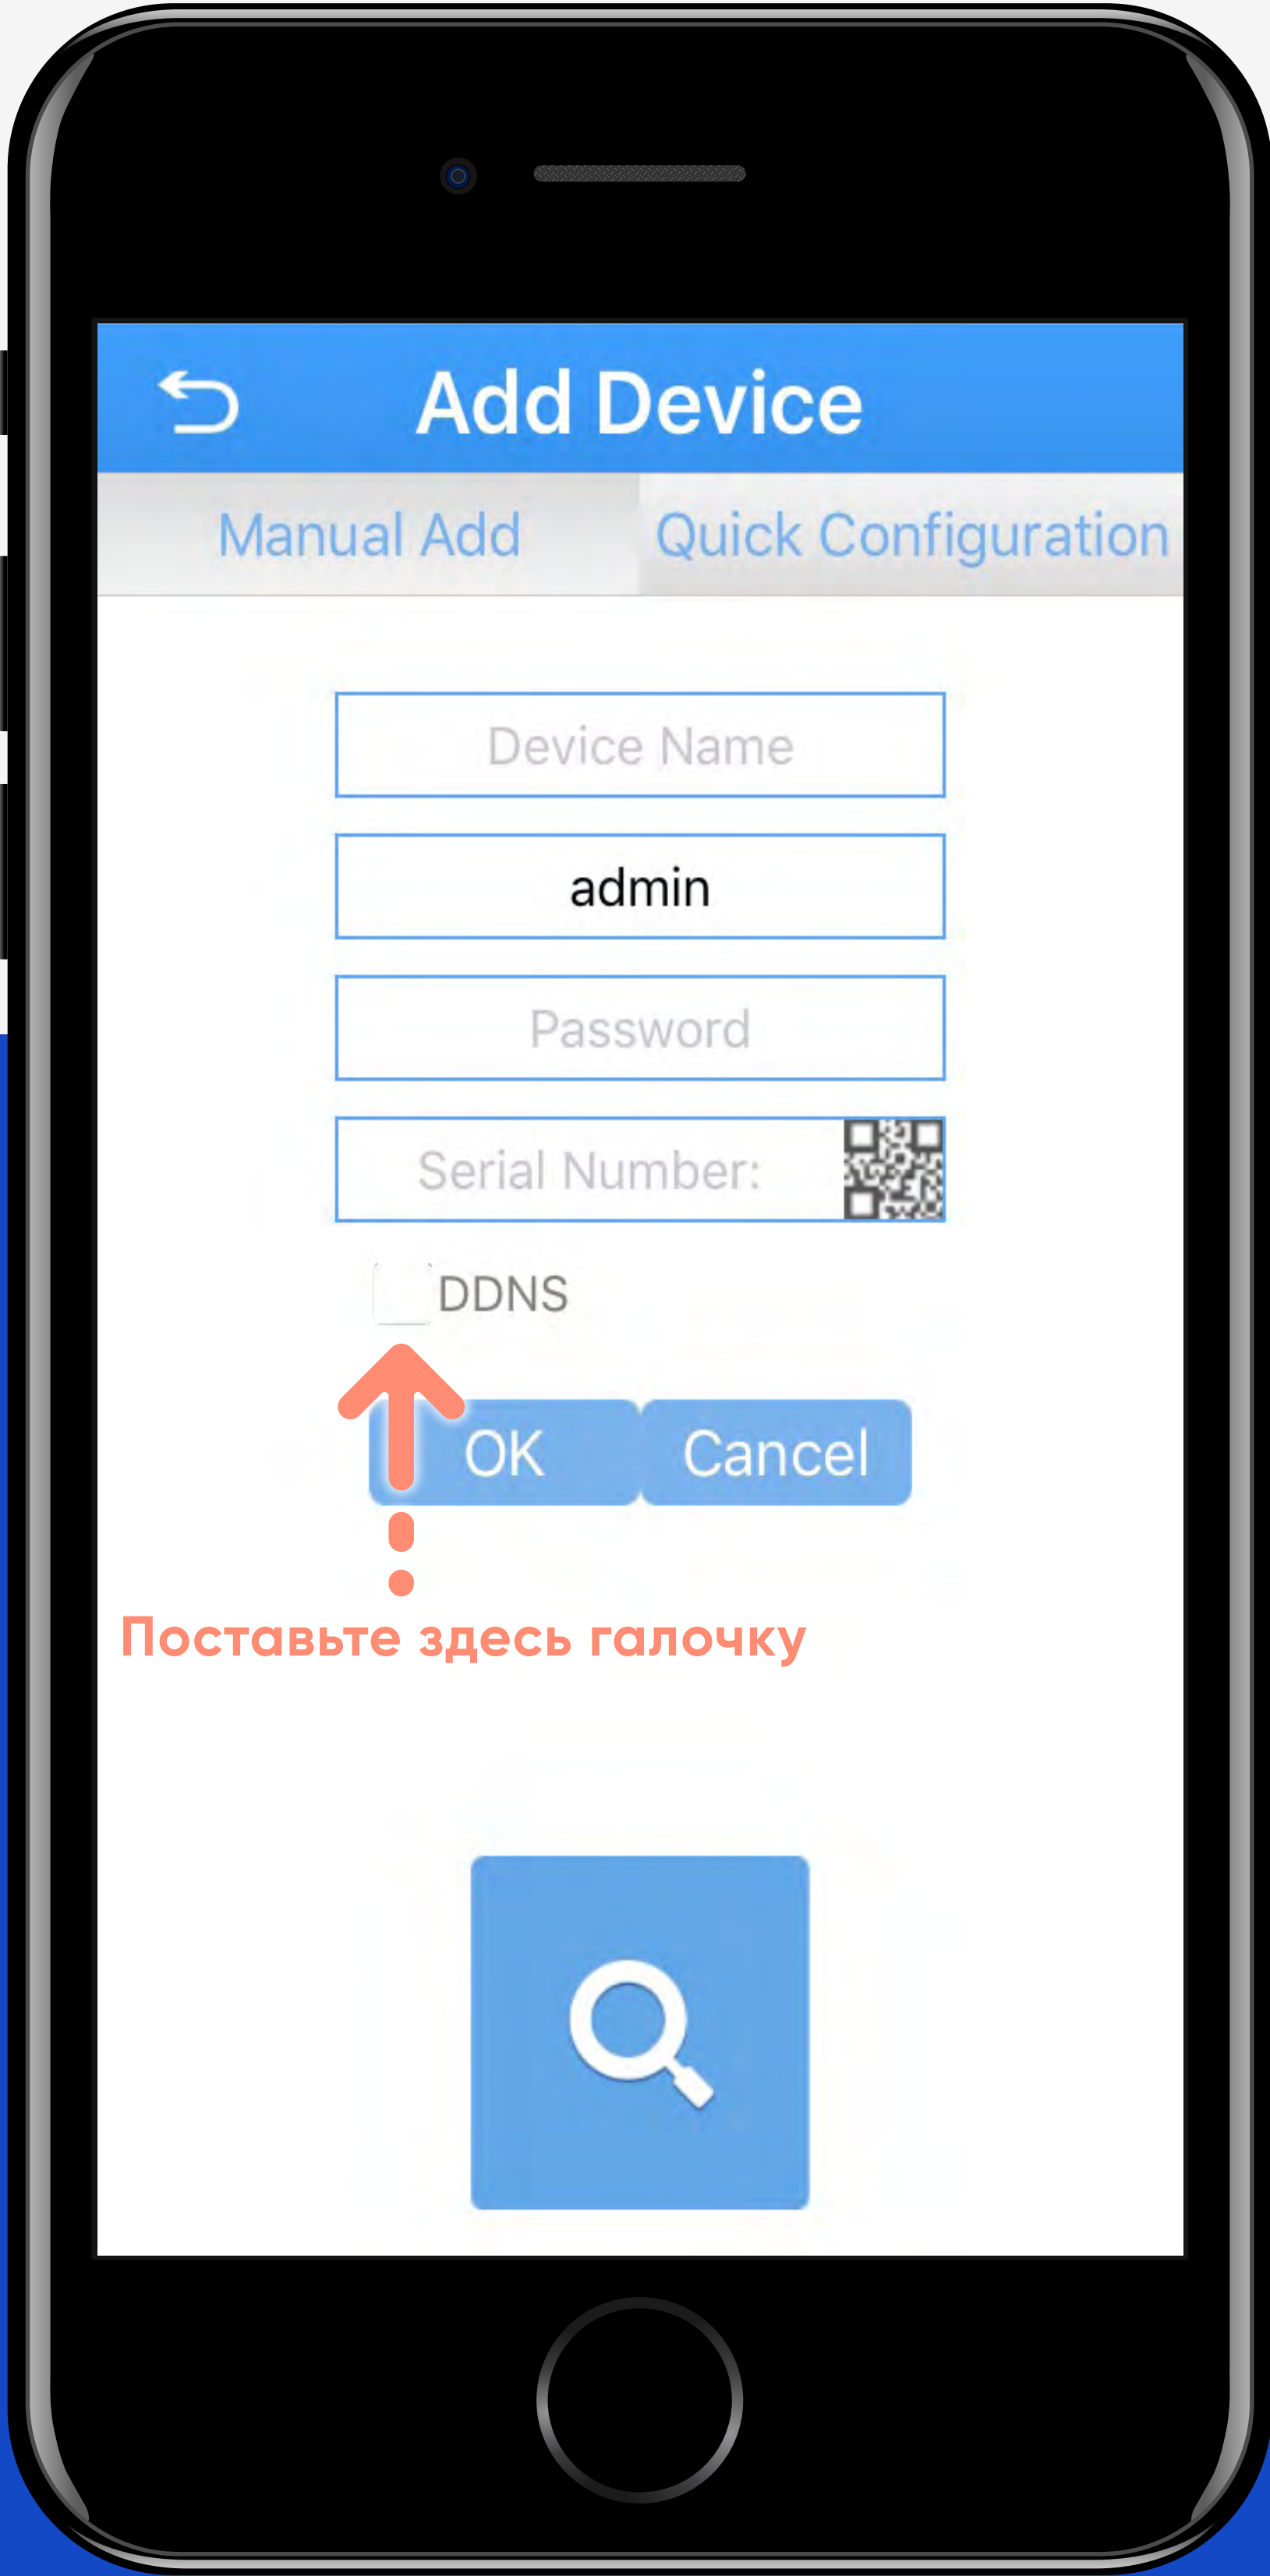 Add Device
Manual Add
Quick Configuration
Device Name
admin
Password
Serial Number:
DDNS
OK
Cancel
Поставьте здесь галочку